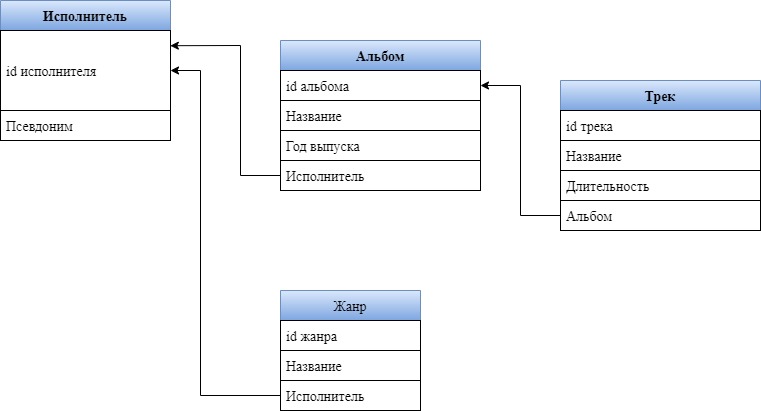 Исполнитель
id исполнителя
Псевдоним
Альбом
id альбома
Название
Год выпуска
Исполнитель
Трек
id трека
Название
Длительность
Альбом
Жанр
id жанра
Название
Исполнитель